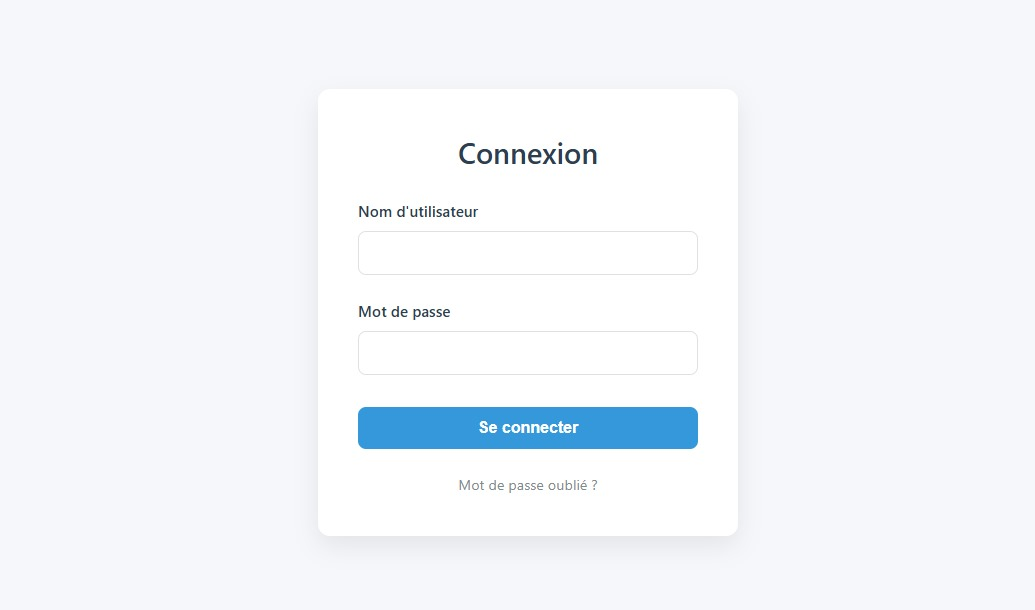 Connexion
Nom d'utilisateur
Mot de passe
Se connecter
Mot de passe oublié ?